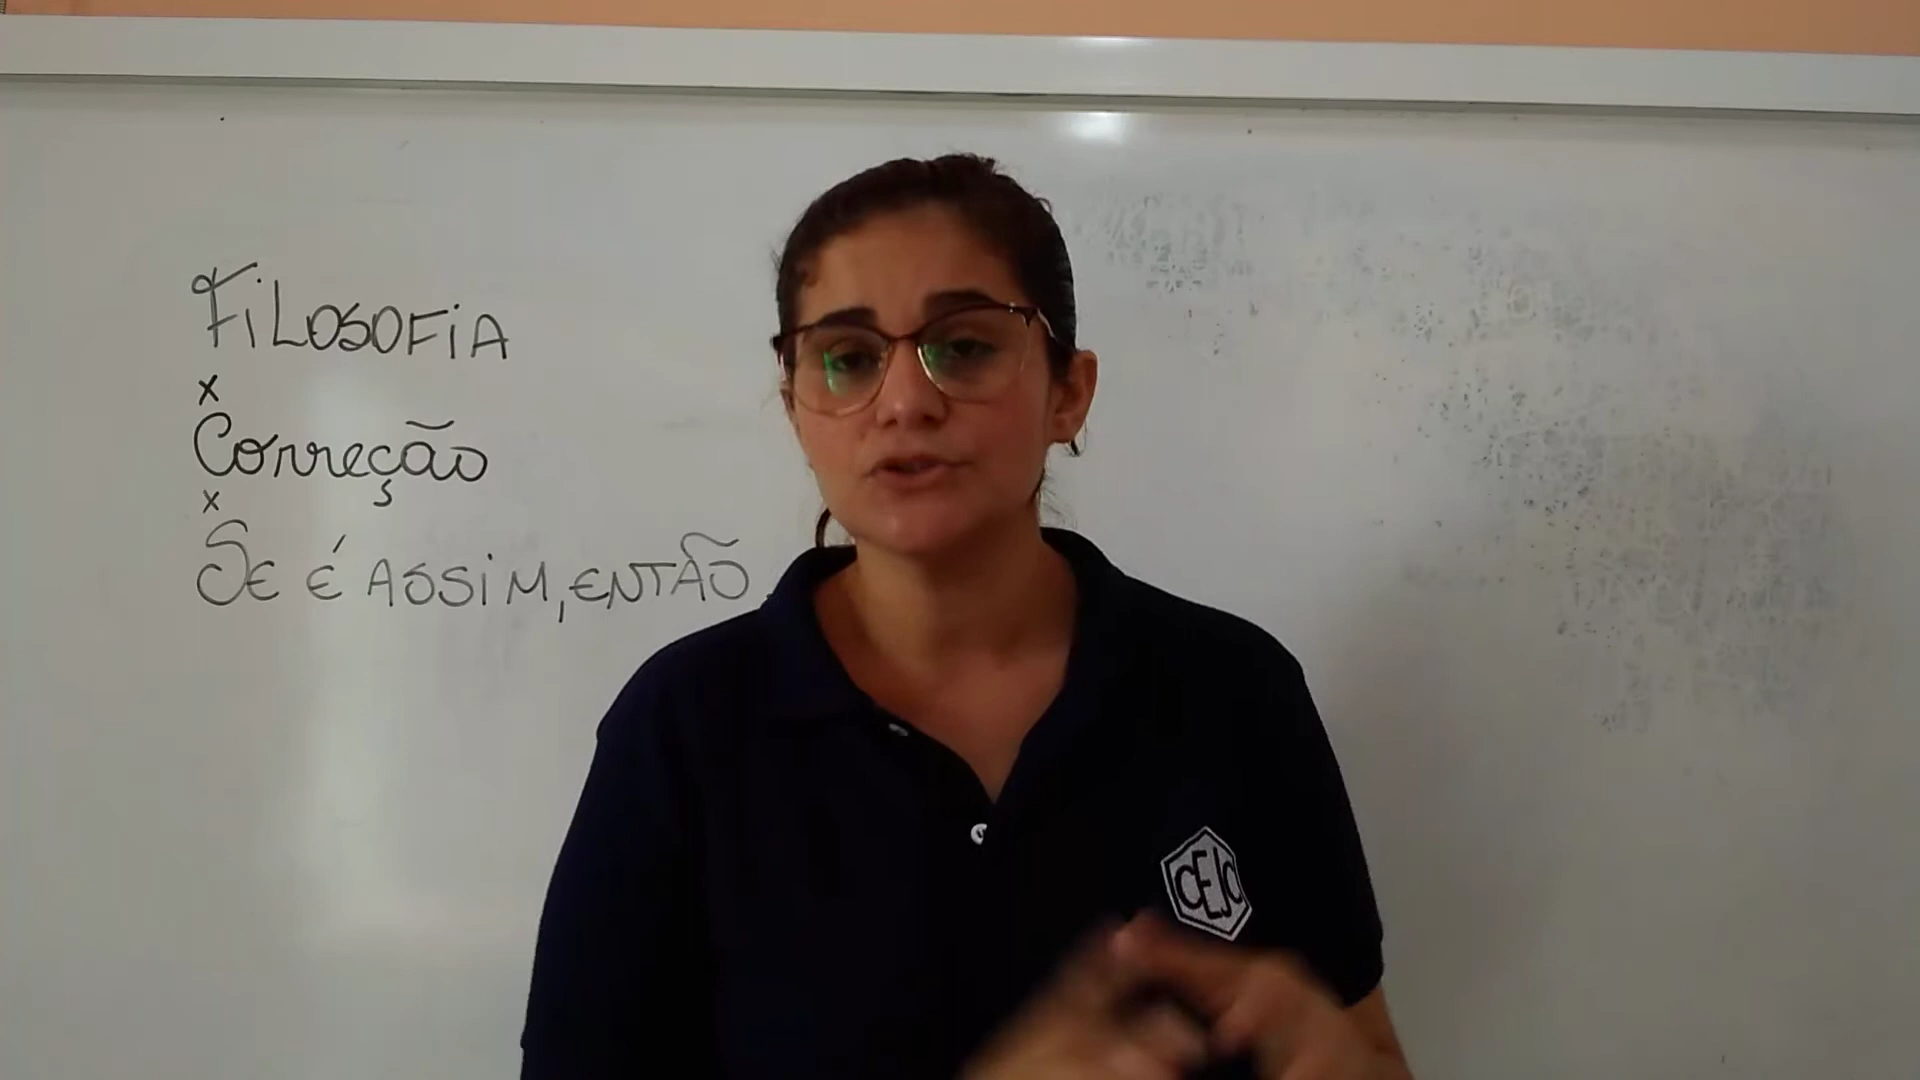 FiLOSOFiA
x
Correção
x
SE É ASSiM, ENTÃO
CEJC